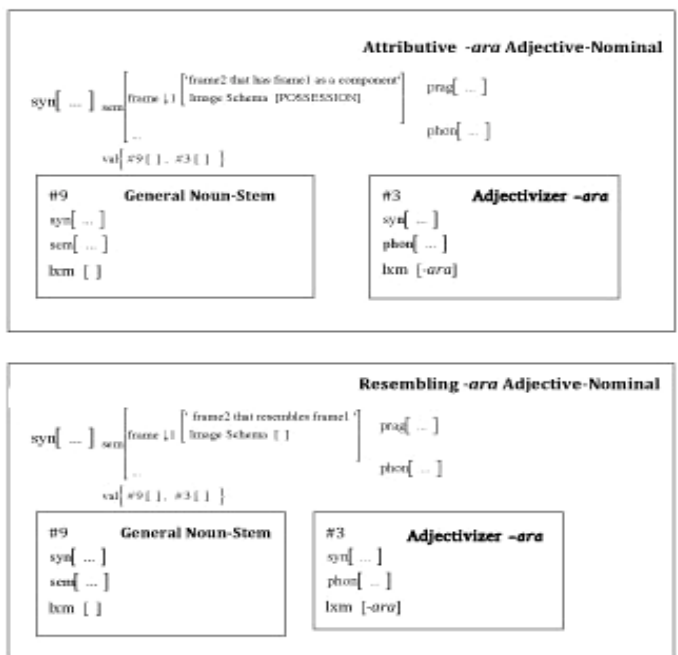 Attributive -ara Adjective-Nominal
'frame2 that has frame1 as a component'
syn[ ... ] sem frame ↓1 Image Schema [POSSESSION] prag[ ... ]
... phon[ ... ]
val{ #9 [ ], #3 [ ] }
#9 General Noun-Stem
syn[ ... ]
sem[ ... ]
lxm [ ]
#3 Adjectivizer –ara
syn[ ... ]
phon[ ... ]
lxm [-ara]
Resembling -ara Adjective-Nominal
' frame2 that resembles frame1 '
syn[ ... ] sem frame ↓1 Image Schema [ ] prag[ ... ]
... phon[ ... ]
val{ #9 [ ], #3 [ ] }
#9 General Noun-Stem
syn[ ... ]
sem[ ... ]
lxm [ ]
#3 Adjectivizer –ara
syn[ ... ]
phon[ ... ]
lxm [-ara]